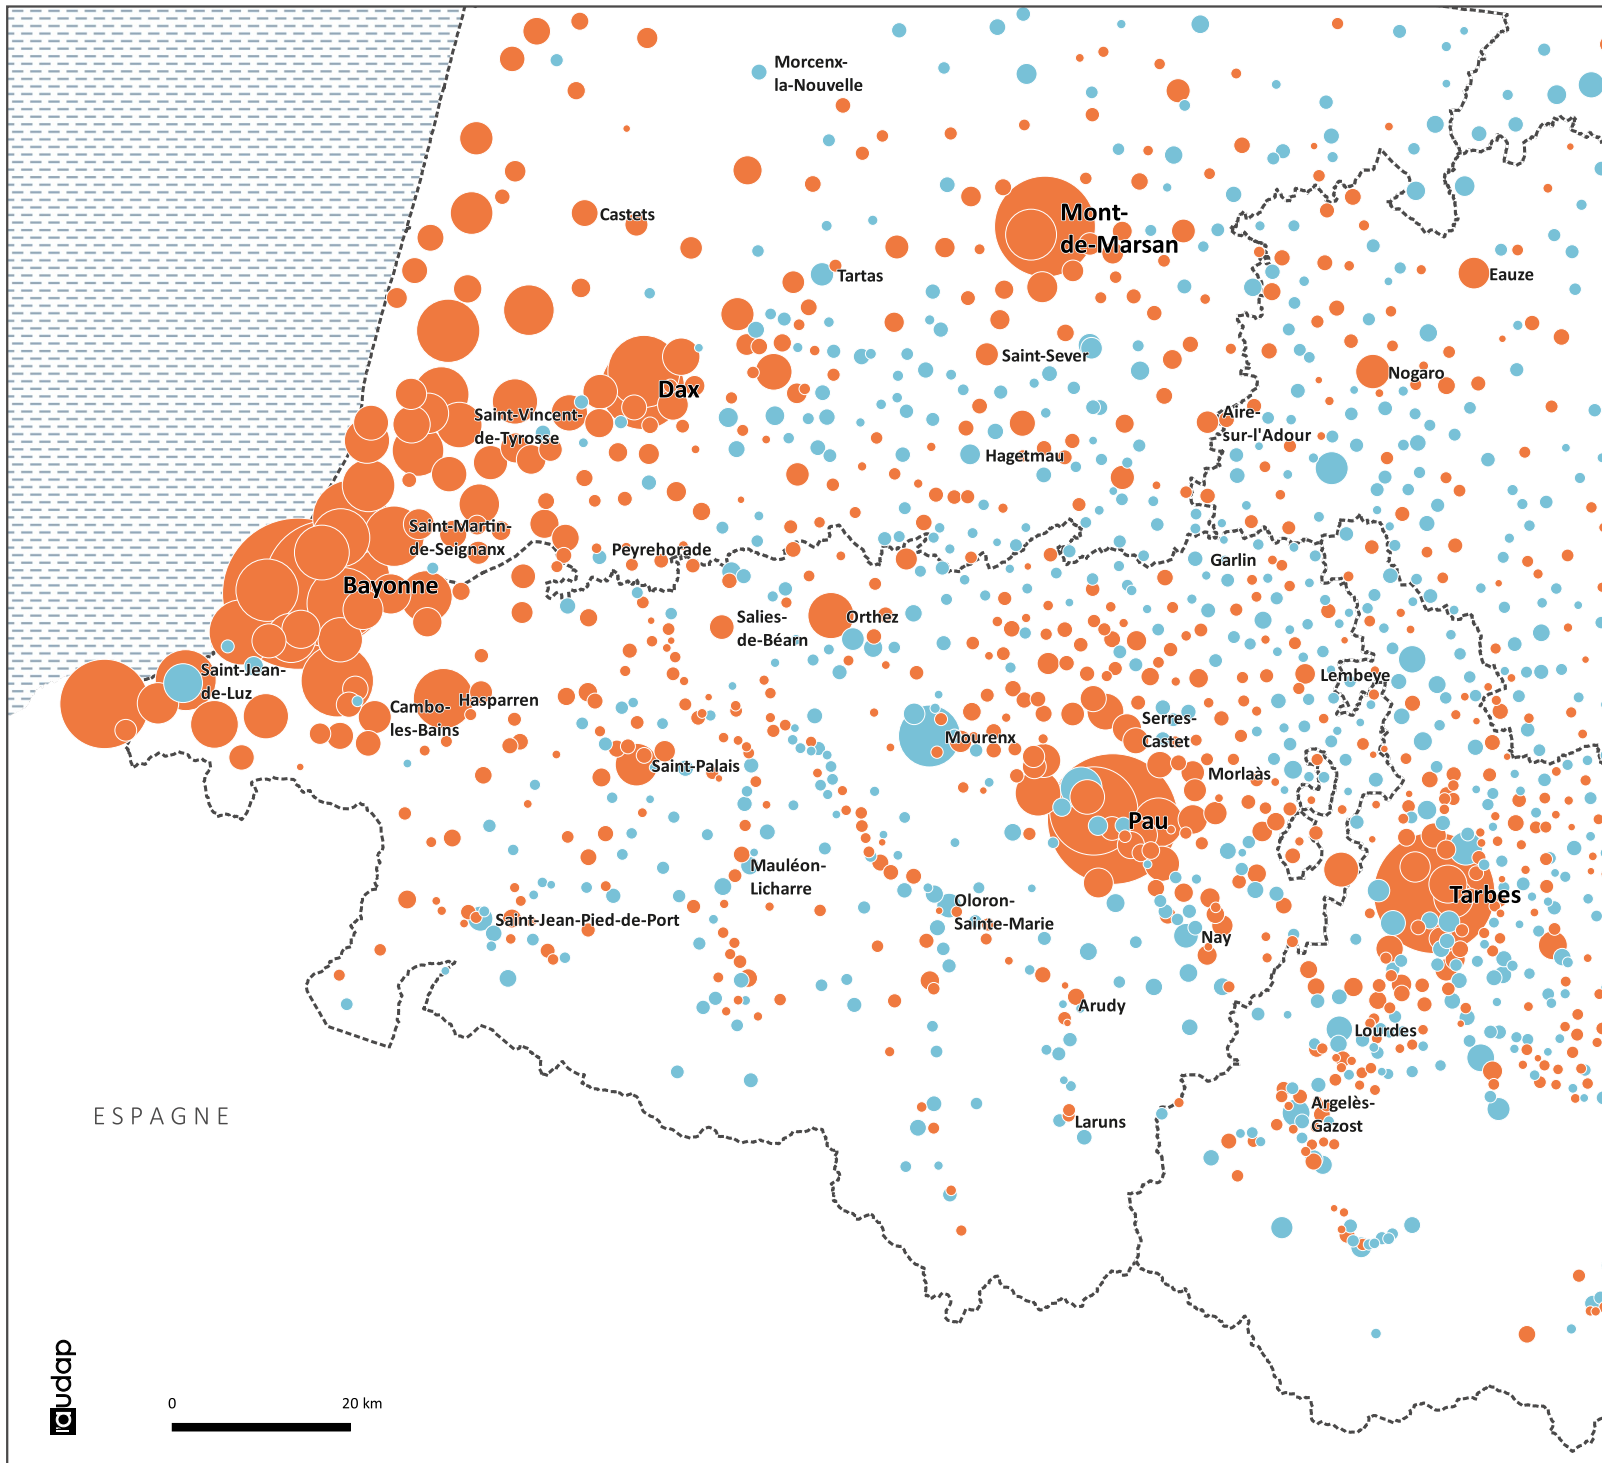 Morcenx-
la-Nouvelle
Castets
Mont-
de-Marsan
Tartas
Eauze
Saint-Sever
Nogaro
Dax
Saint-Vincent-
de-Tyrosse
Aire-
sur-l'Adour
Hagetmau
Saint-Martin-
de-Seignanx
Peyrehorade
Garlin
Bayonne
Salies-
de-Béarn
Orthez
Saint-Jean-
de-Luz
Lembeye
Cambo-
les-Bains
Hasparren
Serres-
Castet
Mourenx
Saint-Palais
Morlaàs
Pau
Mauléon-
Licharre
Tarbes
Oloron-
Sainte-Marie
Saint-Jean-Pied-de-Port
Nay
Arudy
Lourdes
ESPAGNE
Argelès-
Gazost
Laruns
audap
0 20 km